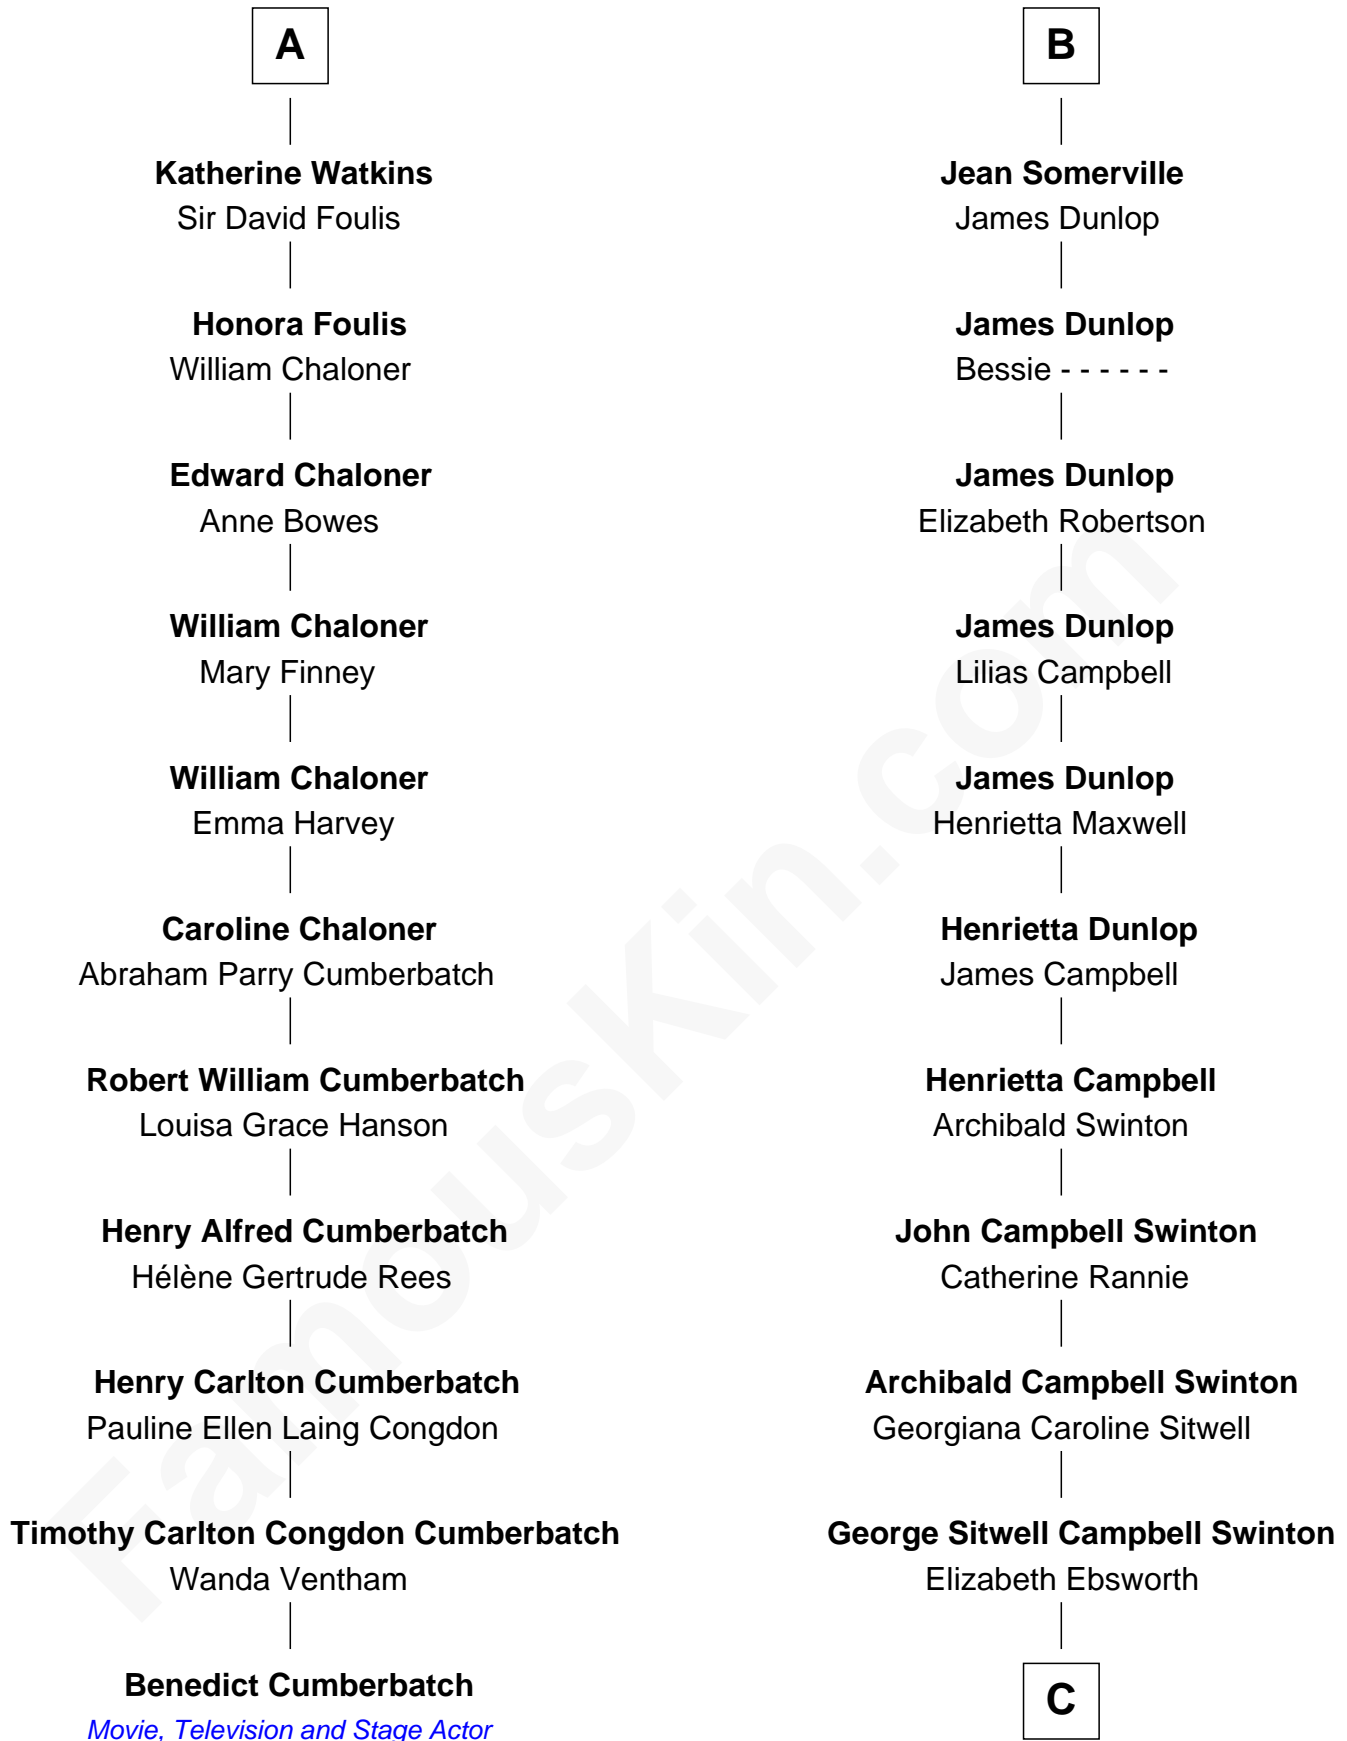 A
Katherine Watkins
Sir David Foulis
Honora Foulis
William Chaloner
Edward Chaloner
Anne Bowes
William Chaloner
Mary Finney
William Chaloner
Emma Harvey
Caroline Chaloner
Abraham Parry Cumberbatch
Robert William Cumberbatch
Louisa Grace Hanson
Henry Alfred Cumberbatch
Hélène Gertrude Rees
Henry Carlton Cumberbatch
Pauline Ellen Laing Congdon
Timothy Carlton Congdon Cumberbatch
Wanda Ventham
Benedict Cumberbatch
Movie, Television and Stage Actor
B
Jean Somerville
James Dunlop
James Dunlop
Bessie - - - - - -
James Dunlop
Elizabeth Robertson
James Dunlop
Lilias Campbell
James Dunlop
Henrietta Maxwell
Henrietta Dunlop
James Campbell
Henrietta Campbell
Archibald Swinton
John Campbell Swinton
Catherine Rannie
Archibald Campbell Swinton
Georgiana Caroline Sitwell
George Sitwell Campbell Swinton
Elizabeth Ebsworth
C
FamousKin.com